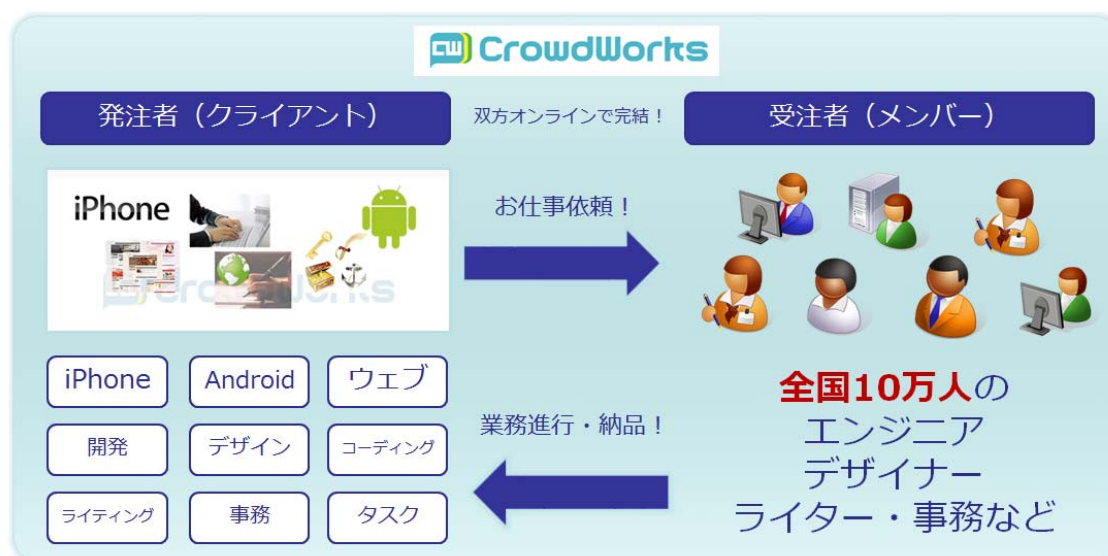 CW CrowdWorks
発注者（クライアント）
双方オンラインで完結！
受注者（メンバー）
iPhone
CrowdWorks
お仕事依頼！
iPhone
Android
ウェブ
開発
デザイン
コーディング
ライティング
事務
タスク
業務進行・納品！
全国10万人の
エンジニア
デザイナー
ライター・事務など